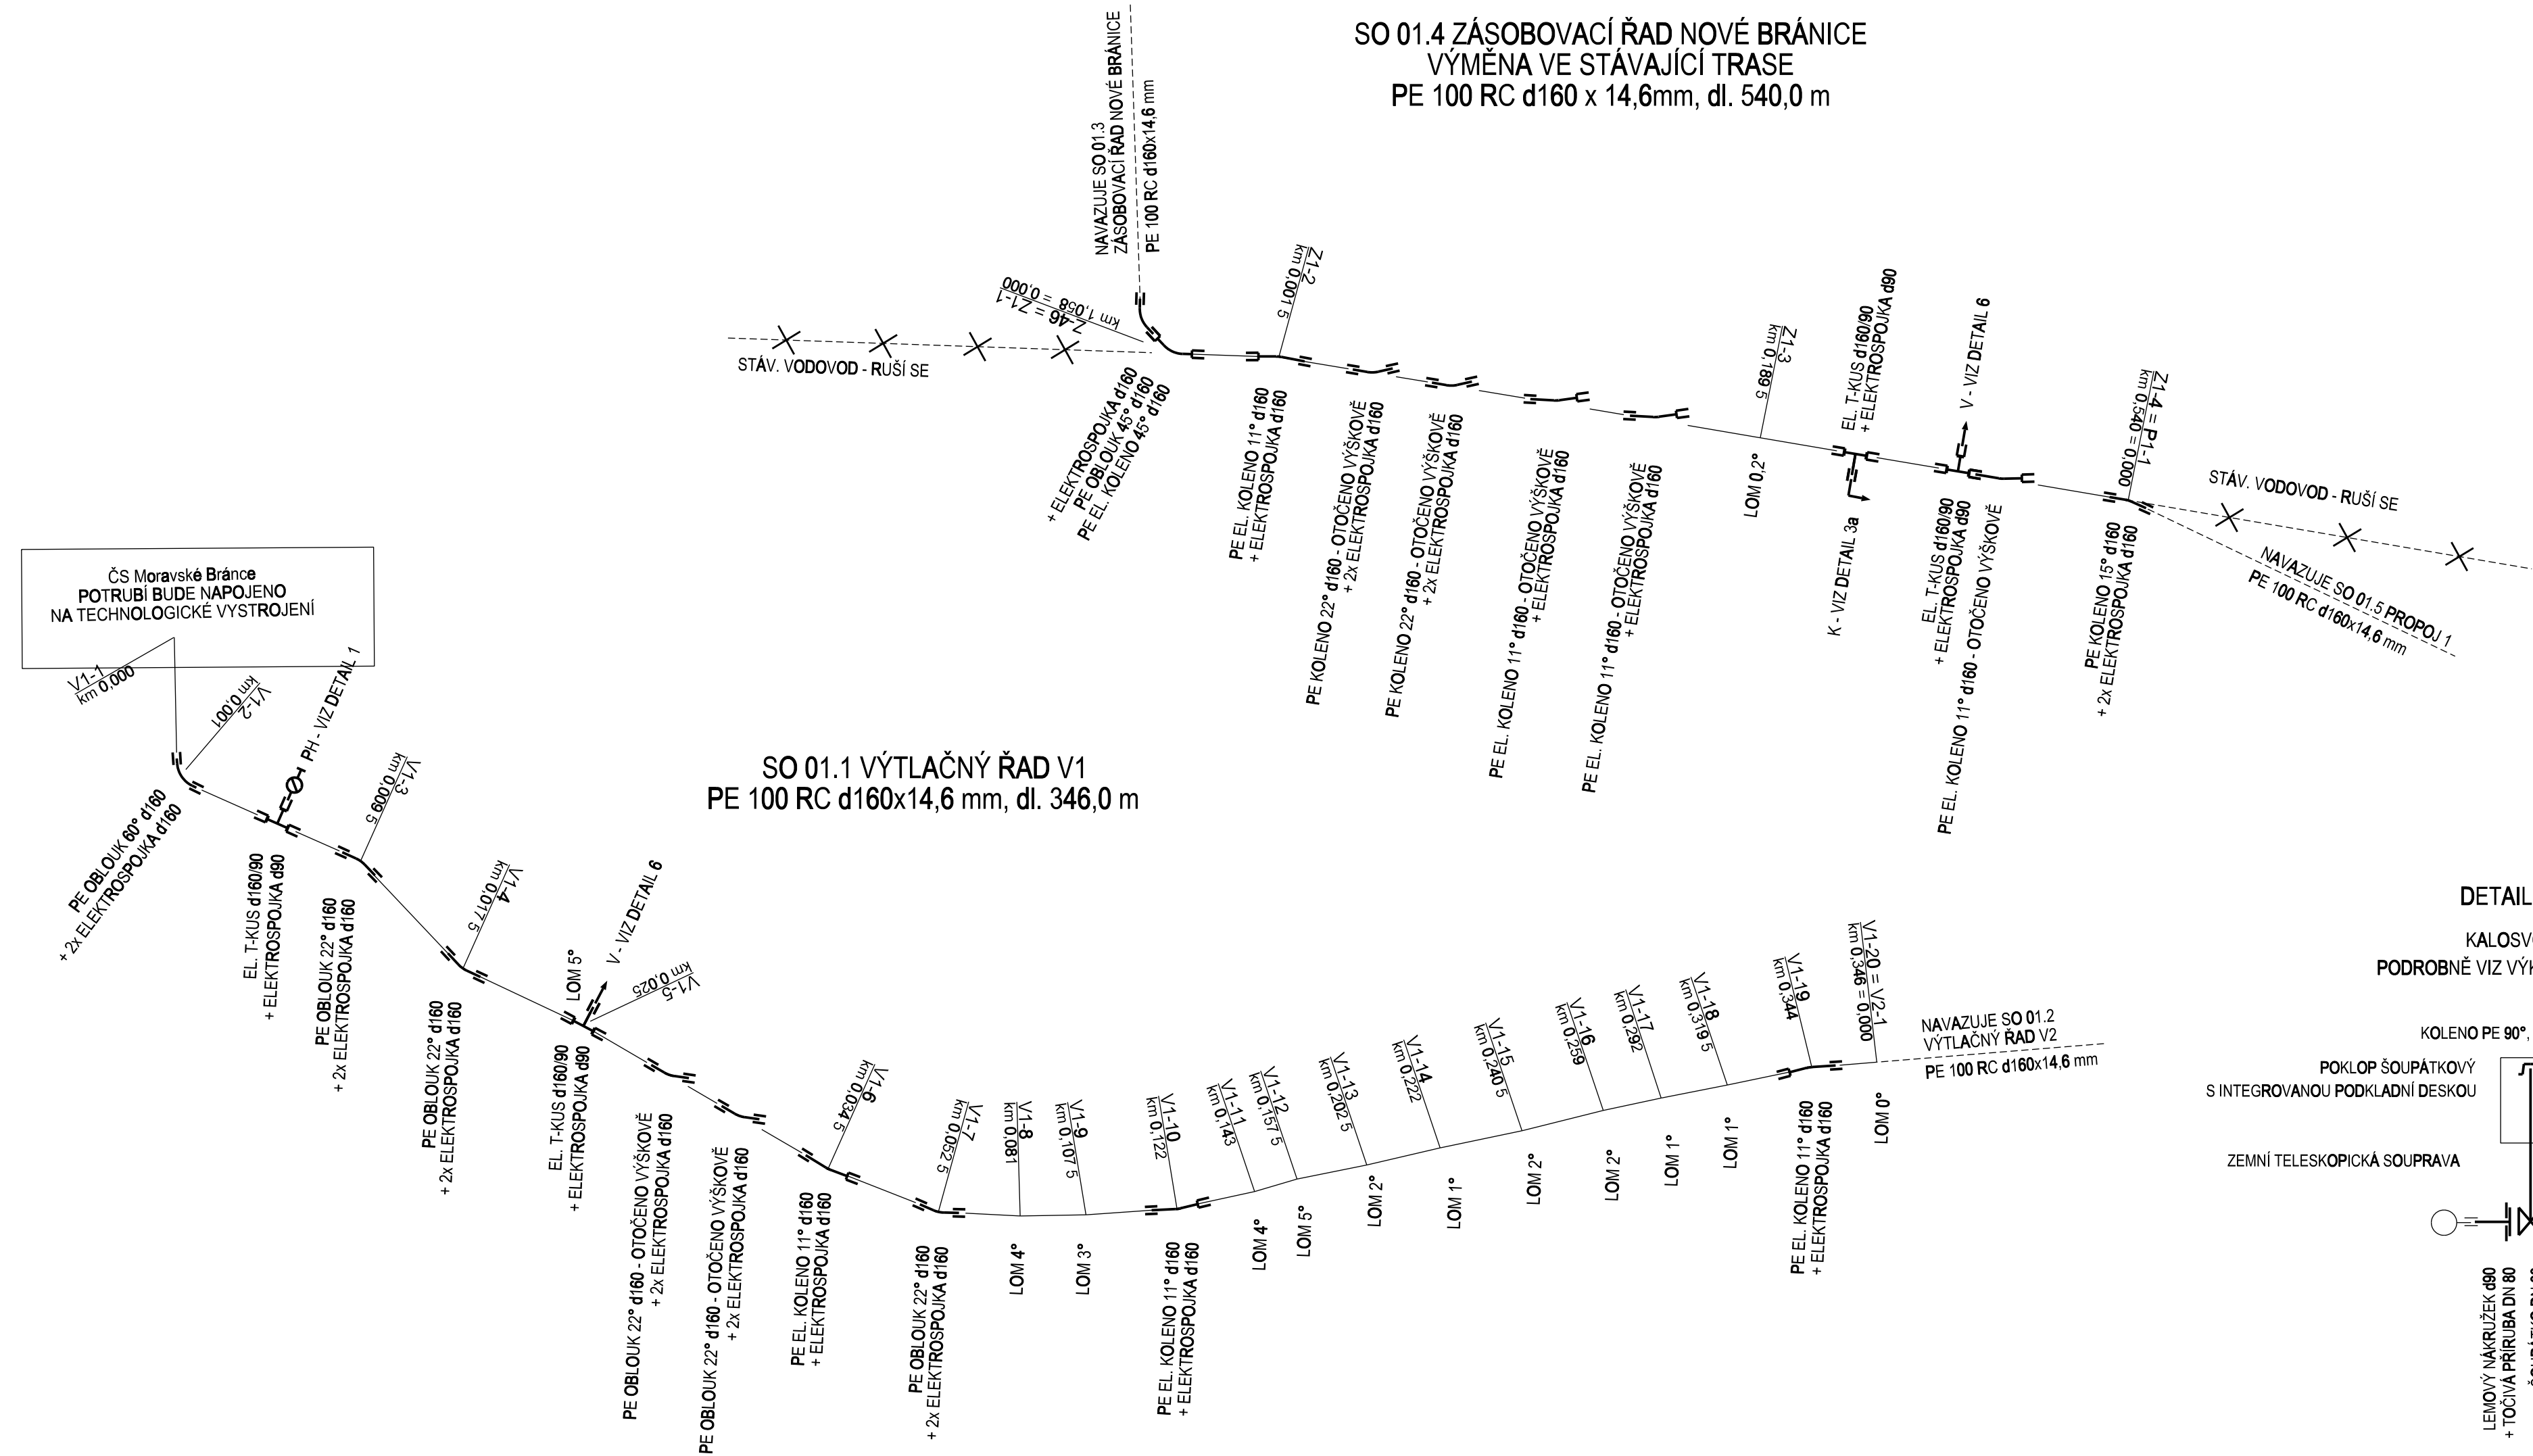 SO 01.4 ZÁSOBOVACÍ ŘAD NOVÉ BRÁNICE
VÝMĚNA VE STÁVAJÍCÍ TRASE
PE 100 RC d160 x 14,6mm, dl. 540,0 m
NAVAZUJE SO 01.3
ZÁSOBOVACÍ ŘAD NOVÉ BRÁNICE
PE 100 RC d160x14,6 mm
STÁV. VODOVOD - RUŠÍ SE
Z-46 = Z1-1
km 1,058 = 0,000
+ ELEKTROSPOJKA d160
PE OBLOUK 45° d160
PE EL. KOLENO 45° d160
Z1-2
km 0,001 5
PE EL. KOLENO 11° d160
+ ELEKTROSPOJKA d160
PE KOLENO 22° d160 - OTOČENO VÝŠKOVĚ
+ 2x ELEKTROSPOJKA d160
PE KOLENO 22° d160 - OTOČENO VÝŠKOVĚ
+ 2x ELEKTROSPOJKA d160
PE EL. KOLENO 11° d160 - OTOČENO VÝŠKOVĚ
+ ELEKTROSPOJKA d160
PE EL. KOLENO 11° d160 - OTOČENO VÝŠKOVĚ
+ ELEKTROSPOJKA d160
Z1-3
km 0,189 5
LOM 0,2°
EL. T-KUS d160/90
+ ELEKTROSPOJKA d90
K - VIZ DETAIL 3a
V - VIZ DETAIL 6
EL. T-KUS d160/90
+ ELEKTROSPOJKA d90
PE EL. KOLENO 11° d160 - OTOČENO VÝŠKOVĚ
Z1-4 = P1-1
km 0,540 = 0,000
PE KOLENO 15° d160
+ 2x ELEKTROSPOJKA d160
STÁV. VODOVOD - RUŠÍ SE
NAVAZUJE SO 01.5 PROPOJ 1
PE 100 RC d160x14,6 mm
ČS Moravské Bránce
POTRUBÍ BUDE NAPOJENO
NA TECHNOLOGICKÉ VYSTROJENÍ
V1-1
km 0,000
V1-2
km 0,001
PH - VIZ DETAIL 1
V1-3
km 0,009 5
SO 01.1 VÝTLAČNÝ ŘAD V1
PE 100 RC d160x14,6 mm, dl. 346,0 m
PE OBLOUK 60° d160
+ 2x ELEKTROSPOJKA d160
EL. T-KUS d160/90
+ ELEKTROSPOJKA d90
PE OBLOUK 22° d160
+ 2x ELEKTROSPOJKA d160
V1-4
km 0,017 5
PE OBLOUK 22° d160
+ 2x ELEKTROSPOJKA d160
LOM 5°
V - VIZ DETAIL 6
V1-5
km 0,025
EL. T-KUS d160/90
+ ELEKTROSPOJKA d90
PE OBLOUK 22° d160 - OTOČENO VÝŠKOVĚ
+ 2x ELEKTROSPOJKA d160
PE OBLOUK 22° d160 - OTOČENO VÝŠKOVĚ
+ 2x ELEKTROSPOJKA d160
V1-6
km 0,034 5
PE EL. KOLENO 11° d160
+ ELEKTROSPOJKA d160
V1-7
km 0,052 5
PE OBLOUK 22° d160
+ 2x ELEKTROSPOJKA d160
V1-8
km 0,081
LOM 4°
V1-9
km 0,107 5
LOM 3°
V1-10
km 0,122
PE EL. KOLENO 11° d160
+ ELEKTROSPOJKA d160
V1-11
km 0,143
LOM 4°
V1-12
km 0,157 5
LOM 5°
V1-13
km 0,202 5
LOM 2°
V1-14
km 0,222
LOM 1°
V1-15
km 0,240 5
LOM 2°
V1-16
km 0,259
LOM 2°
V1-17
km 0,292
LOM 1°
V1-18
km 0,319 5
LOM 1°
V1-19
km 0,344
PE EL. KOLENO 11° d160
+ ELEKTROSPOJKA d160
V1-20 = V2-1
km 0,346 = 0,000
LOM 0°
NAVAZUJE SO 01.2
VÝTLAČNÝ ŘAD V2
PE 100 RC d160x14,6 mm
DETAIL
PODROBNĚ VIZ
KOLENO PE 90°,
POKLOP ŠOUPÁTKOVÝ
S INTEGROVANOU PODKLADNÍ DESKOU
ZEMNÍ TELESKOPICKÁ SOUPRAVA
LEMOVÝ NÁKRUŽEK d90
+ TOČIVÁ PŘÍRUBA DN 80